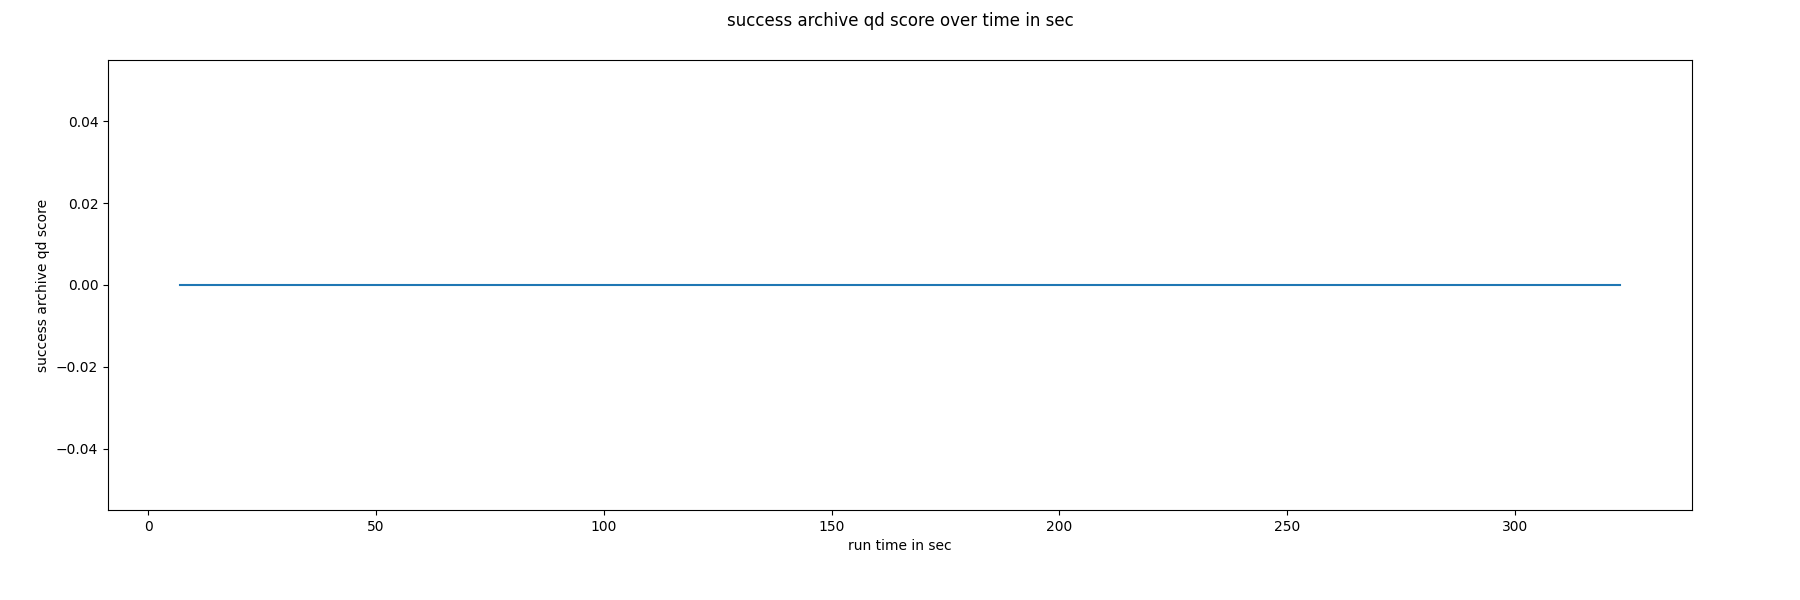 success archive qd score over time in sec
success archive qd score
0.04
0.02
0.00
−0.02
−0.04
0 50 100 150 200 250 300
run time in sec